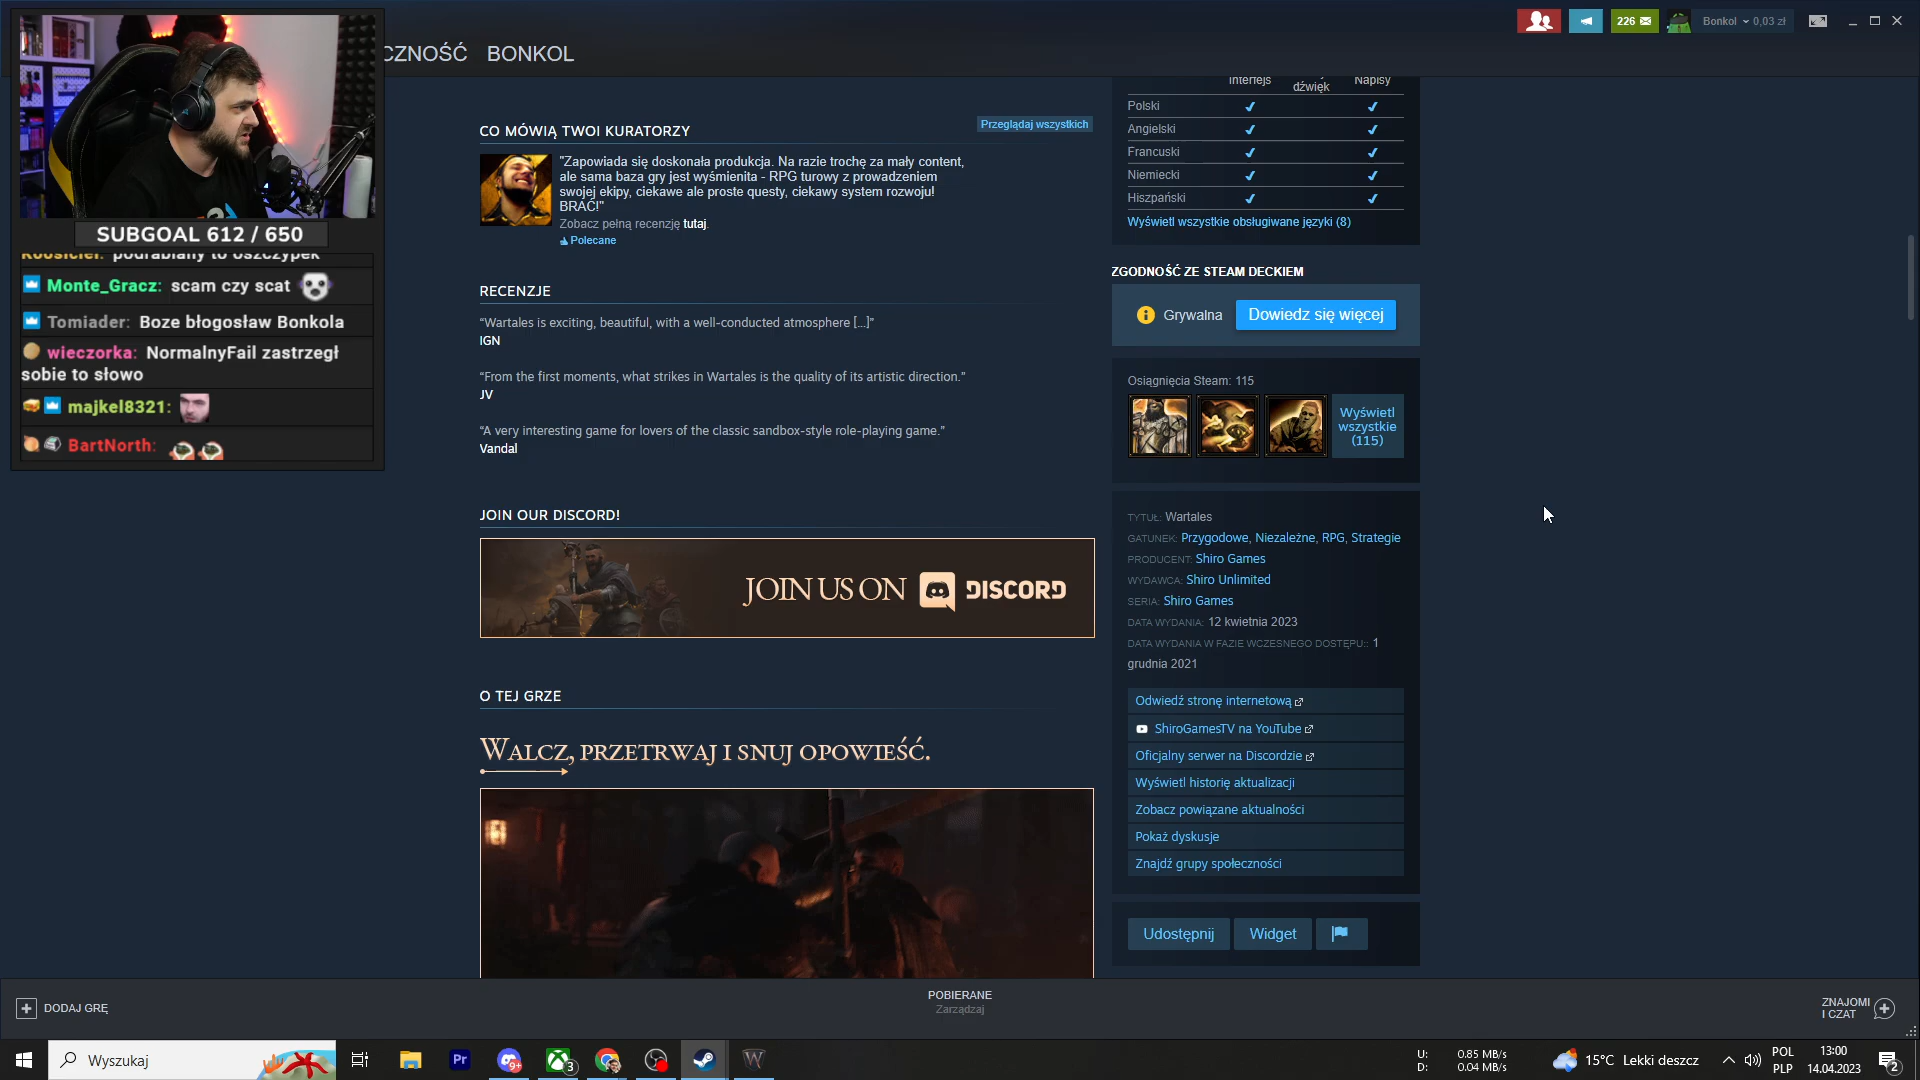 CZNOŚĆ BONKOL
226
Bonkol
0,03 zł
SUBGOAL 612 / 650
podrabiany to oszczypek
Monte_Gracz: scam czy scat
Tomiader: Boze błogosław Bonkola
wieczorka: NormalnyFail zastrzegł
sobie to słowo
majkel8321:
BartNorth:
CO MÓWIĄ TWOI KURATORZY
Przeglądaj wszystkich
"Zapowiada się doskonała produkcja. Na razie trochę za mały content,
ale sama baza gry jest wyśmienita - RPG turowy z prowadzeniem
swojej ekipy, ciekawe ale proste questy, ciekawy system rozwoju!
BRAĆ!"
Zobacz pełną recenzję tutaj.
Polecane
RECENZJE
“Wartales is exciting, beautiful, with a well-conducted atmosphere [...]”
IGN
“From the first moments, what strikes in Wartales is the quality of its artistic direction.”
JV
“A very interesting game for lovers of the classic sandbox-style role-playing game.”
Vandal
JOIN OUR DISCORD!
JOIN US ON DISCORD
O TEJ GRZE
Walcz, przetrwaj i snuj opowieść.
Interfejs
dźwięk
Napisy
Polski
Angielski
Francuski
Niemiecki
Hiszpański
Wyświetl wszystkie obsługiwane języki (8)
ZGODNOŚĆ ZE STEAM DECKIEM
Grywalna
Dowiedz się więcej
Osiągnięcia Steam: 115
Wyświetl
wszystkie
(115)
TYTUŁ: Wartales
GATUNEK: Przygodowe, Niezależne, RPG, Strategie
PRODUCENT: Shiro Games
WYDAWCA: Shiro Unlimited
SERIA: Shiro Games
DATA WYDANIA: 12 kwietnia 2023
DATA WYDANIA W FAZIE WCZESNEGO DOSTĘPU:: 1
grudnia 2021
Odwiedź stronę internetową
ShiroGamesTV na YouTube
Oficjalny serwer na Discordzie
Wyświetl historię aktualizacji
Zobacz powiązane aktualności
Pokaż dyskusje
Znajdź grupy społeczności
Udostępnij
Widget
DODAJ GRĘ
POBIERANE
Zarządzaj
ZNAJOMI
I CZAT
Wyszukaj
Pr
9+
3
U: 0.85 MB/s
D: 0.04 MB/s
15°C Lekki deszcz
POL
PLP
13:00
14.04.2023
2